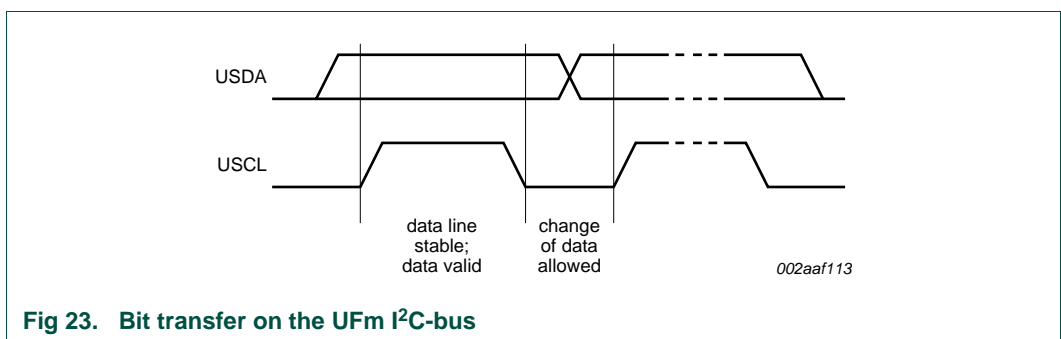 USDA
USCL
data line
stable;
data valid
change
of data
allowed
002aaf113
Fig 23. Bit transfer on the UFm I²C-bus